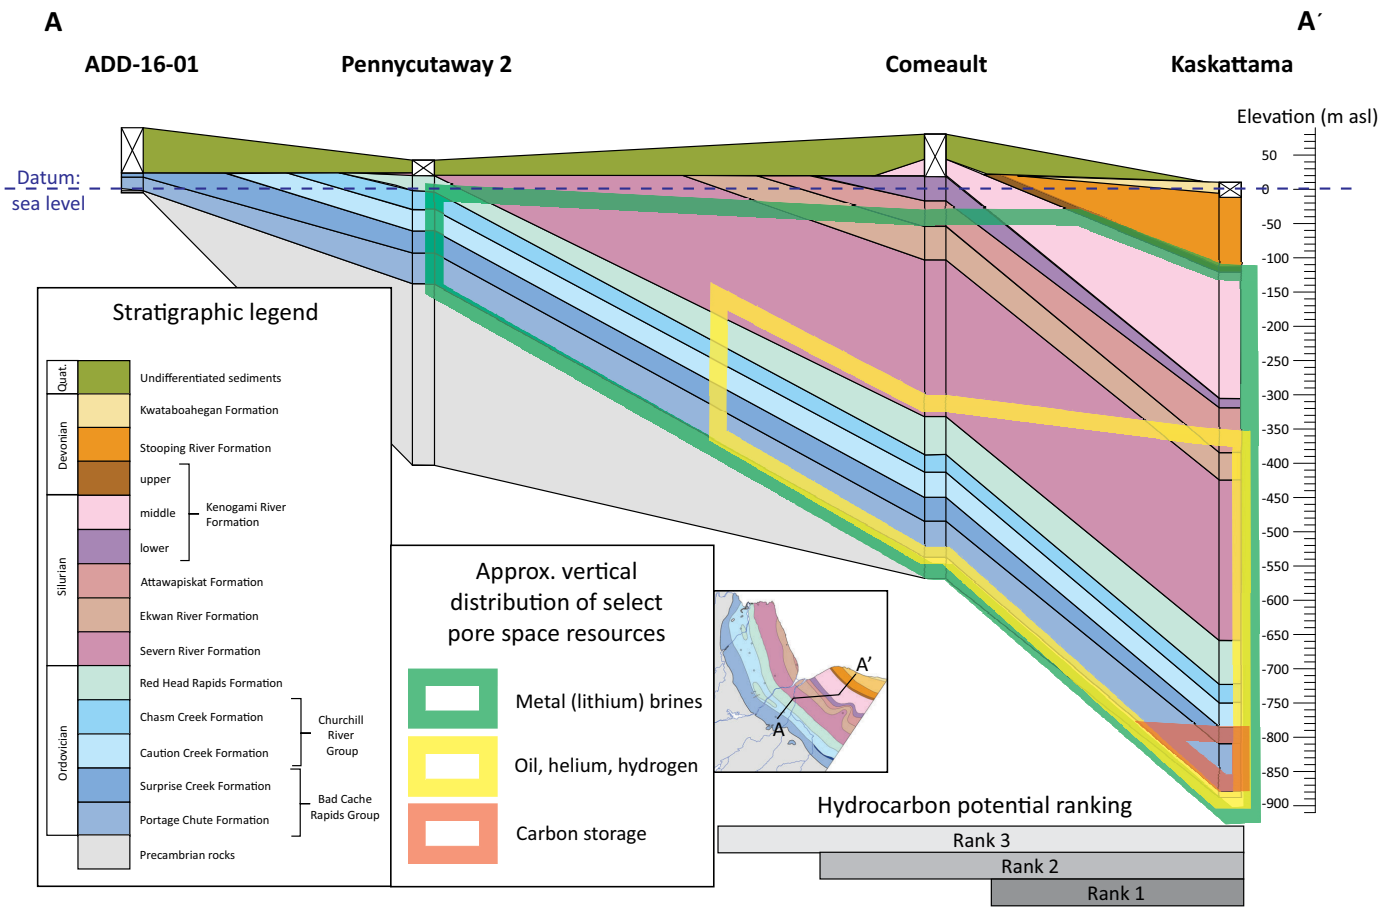 A
A´
ADD-16-01
Pennycutaway 2
Comeault
Kaskattama
Elevation (m asl)
Datum:
sea level
50
0
-50
-100
-150
-200
-250
-300
-350
-400
-450
-500
-550
-600
-650
-700
-750
-800
-850
-900
Stratigraphic legend
Quat.
Devonian
Silurian
Ordovician
Undifferentiated sediments
Kwataboahegan Formation
Stooping River Formation
upper
middle
lower
Kenogami River
Formation
Attawapiskat Formation
Ekwan River Formation
Severn River Formation
Red Head Rapids Formation
Chasm Creek Formation
Caution Creek Formation
Churchill
River
Group
Surprise Creek Formation
Portage Chute Formation
Bad Cache
Rapids Group
Precambrian rocks
Approx. vertical
distribution of select
pore space resources
Metal (lithium) brines
Oil, helium, hydrogen
Carbon storage
A'
A
Hydrocarbon potential ranking
Rank 3
Rank 2
Rank 1